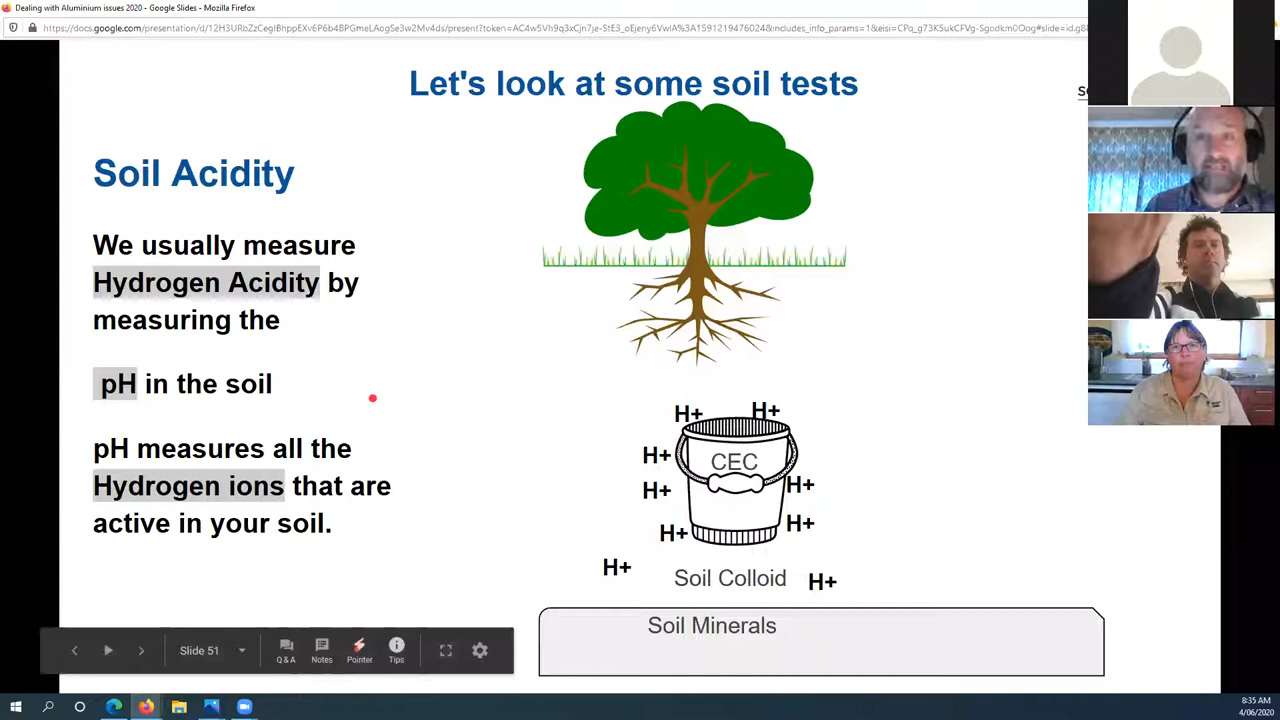 Dealing with Aluminium issues 2020 - Google Slides - Mozilla Firefox
Let's look at some soil tests
Soil Acidity
We usually measure
Hydrogen Acidity by
measuring the
pH in the soil
pH measures all the
Hydrogen ions that are
active in your soil.
H+ H+
H+ CEC
H+ H+
H+ H+
H+ Soil Colloid H+
Soil Minerals
Slide 51
Q & A Notes Pointer Tips
8:35 AM
4/06/2020